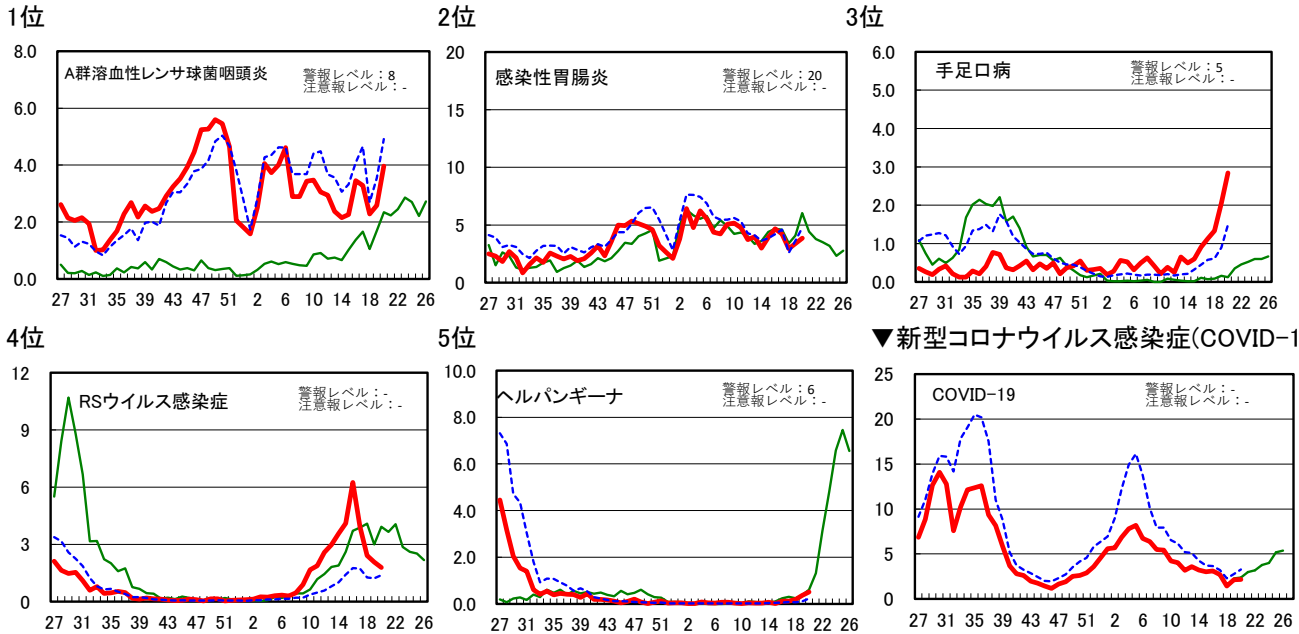 1位
2位
3位
A群溶血性レンサ球菌咽頭炎
警報レベル：8
注意報レベル：-
8.0
6.0
4.0
2.0
0.0
27 31 35 39 43 47 51 2 6 10 14 18 22 26
感染性胃腸炎
警報レベル：20
注意報レベル：-
20
15
10
5
0
27 31 35 39 43 47 51 2 6 10 14 18 22 26
手足口病
警報レベル：5
注意報レベル：-
6.0
5.0
4.0
3.0
2.0
1.0
0.0
27 31 35 39 43 47 51 2 6 10 14 18 22 26
4位
5位
▼新型コロナウイルス感染症(COVID-1
RSウイルス感染症
警報レベル：-
注意報レベル：-
12
9
6
3
0
27 31 35 39 43 47 51 2 6 10 14 18 22 26
ヘルパンギーナ
警報レベル：6
注意報レベル：-
10.0
8.0
6.0
4.0
2.0
0.0
27 31 35 39 43 47 51 2 6 10 14 18 22 26
COVID-19
警報レベル：-
注意報レベル：-
25
20
15
10
5
0
27 31 35 39 43 47 51 2 6 10 14 18 22 26